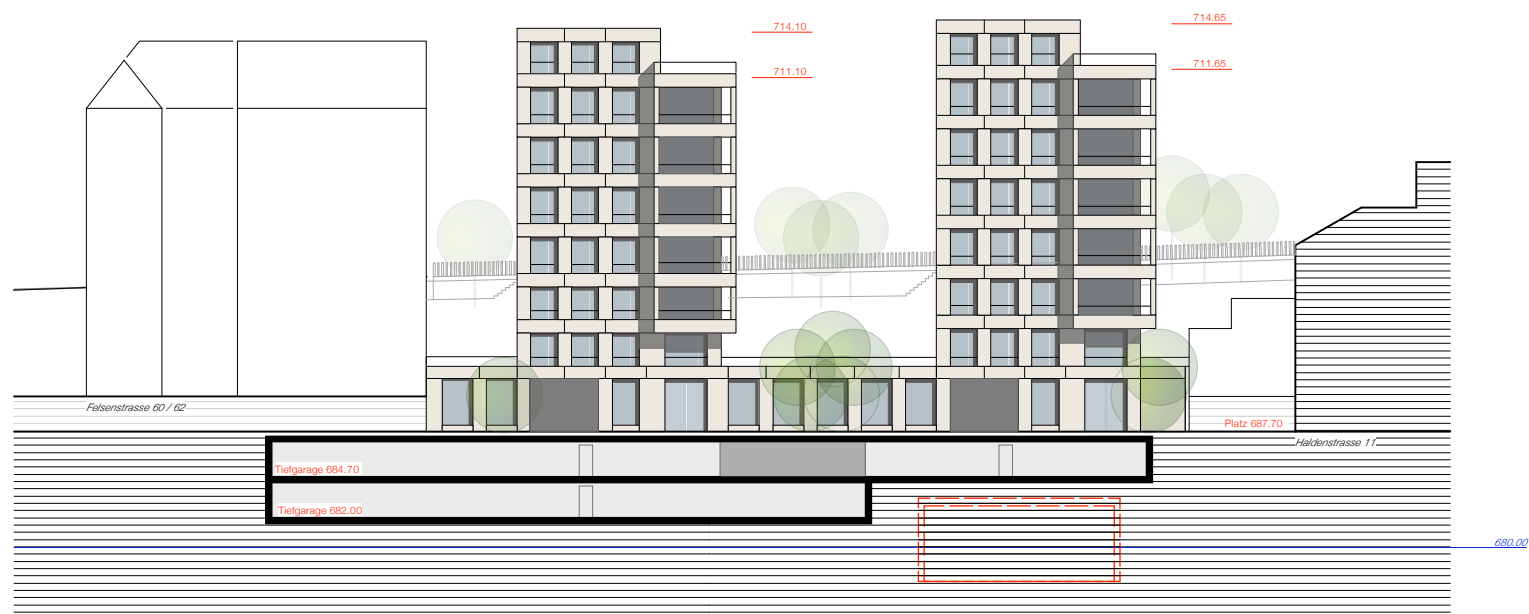 714.10
714.65
711.10
711.65
Felsenstrasse 60 / 62
Platz 687.70
Haldenstrasse 11
Tiefgarage 684.70
Tiefgarage 682.00
680.00